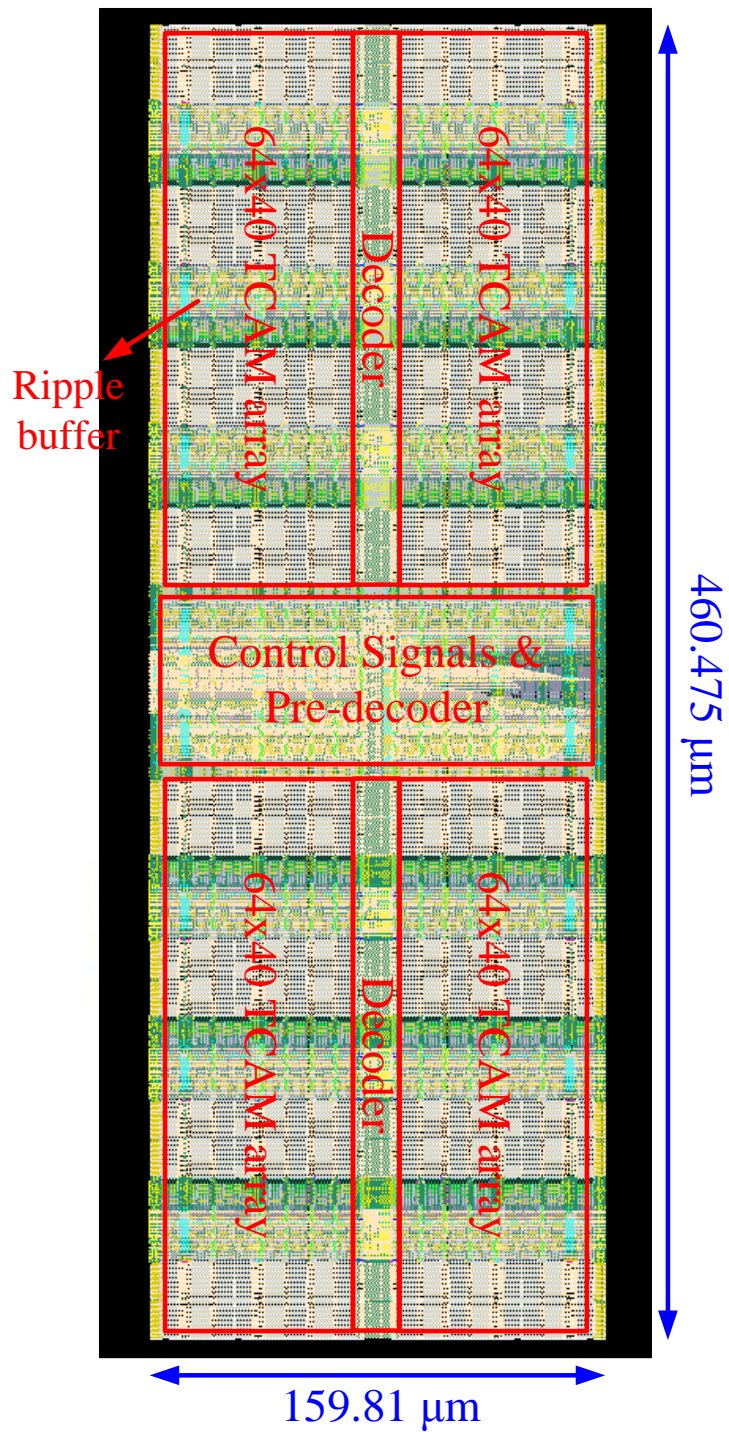 64x40 TCAM array
Decoder
64x40 TCAM array
Ripple
buffer
Control Signals &
Pre-decoder
460.475 μm
64x40 TCAM array
Decoder
64x40 TCAM array
159.81 μm